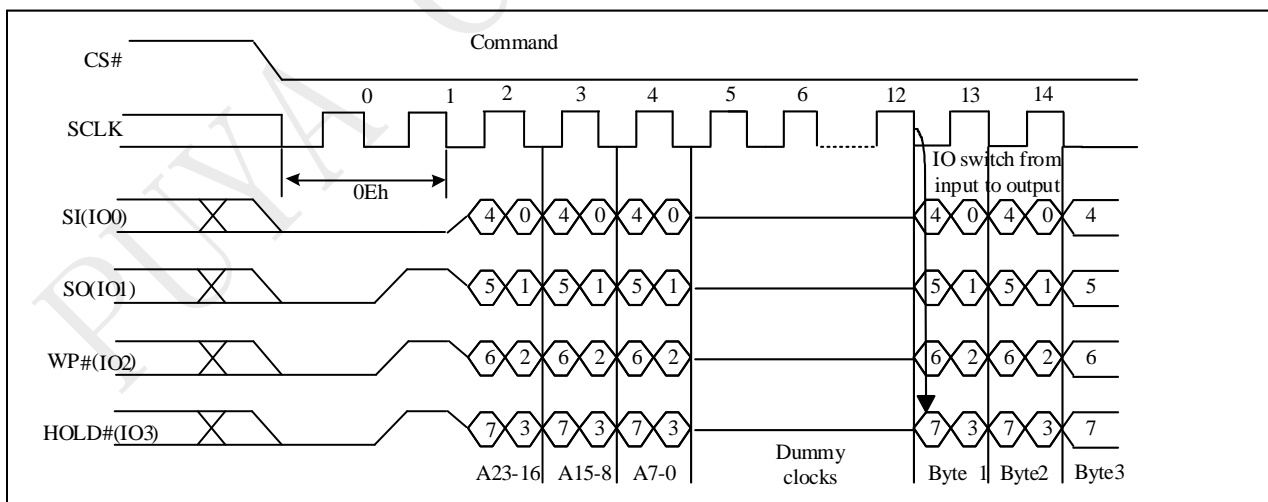 Command
CS#
0 1 2 3 4 5 6 12 13 14
SCLK
IO switch from
input to output
0Eh
SI(IO0) 4 0 4 0 4 0 4 0 4 0 4
SO(IO1) 5 1 5 1 5 1 5 1 5 1 5
WP#(IO2) 6 2 6 2 6 2 6 2 6 2 6
HOLD#(IO3) 7 3 7 3 7 3 7 3 7 3 7
A23-16 A15-8 A7-0 Dummy
clocks Byte 1 Byte2 Byte3
PUYA C